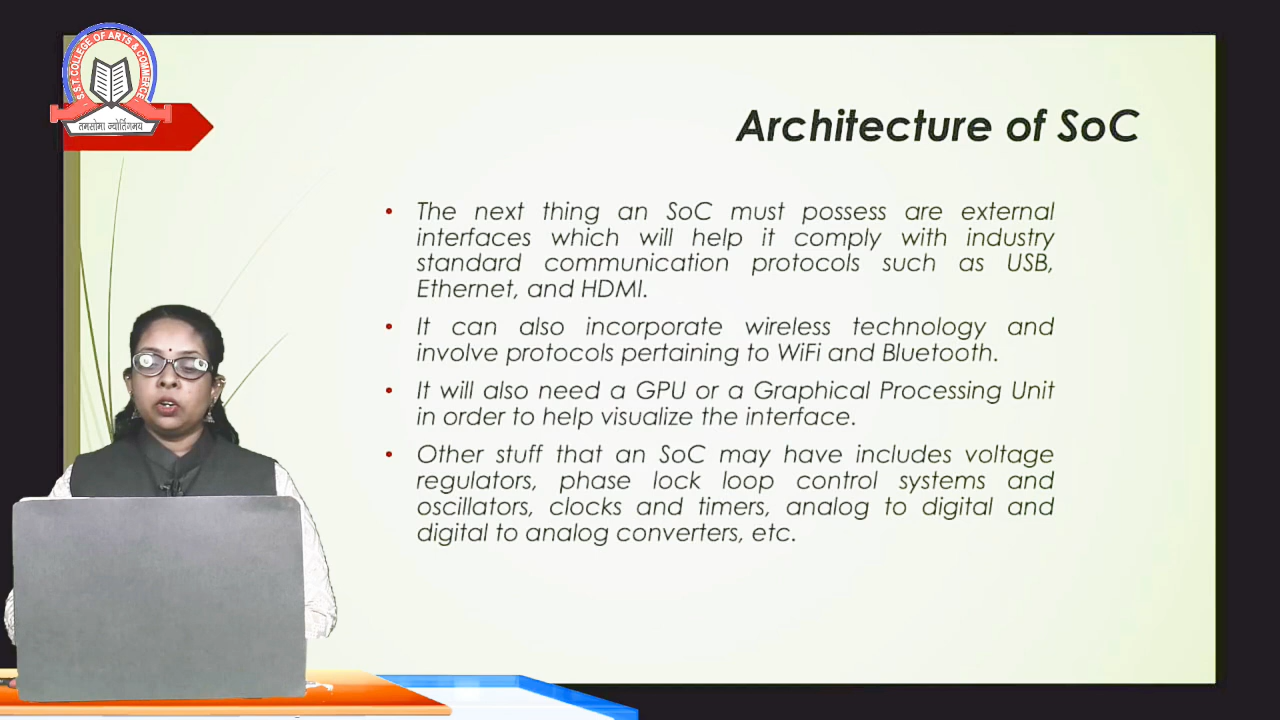 S.S.T. COLLEGE OF ARTS & COMMERCE
तमसोमा ज्योर्तिगमय
Architecture of SoC
• The next thing an SoC must possess are external
interfaces which will help it comply with industry
standard communication protocols such as USB,
Ethernet, and HDMI.
• It can also incorporate wireless technology and
involve protocols pertaining to WiFi and Bluetooth.
• It will also need a GPU or a Graphical Processing Unit
in order to help visualize the interface.
• Other stuff that an SoC may have includes voltage
regulators, phase lock loop control systems and
oscillators, clocks and timers, analog to digital and
digital to analog converters, etc.